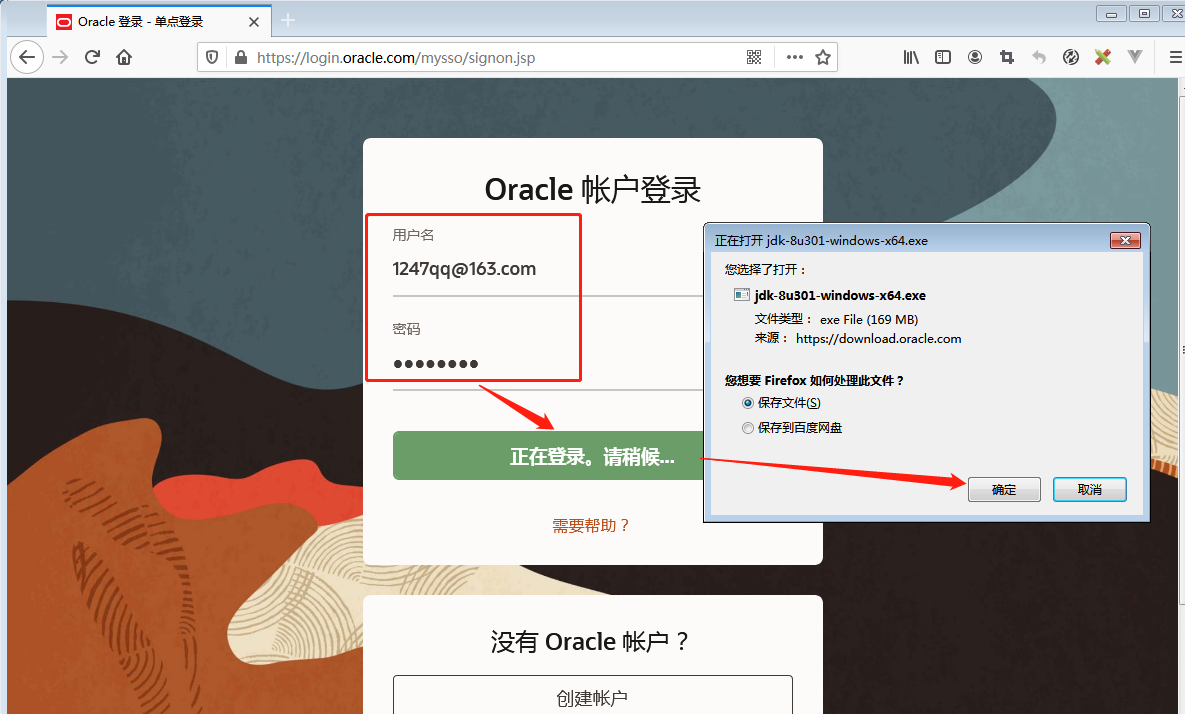 Oracle 登录 - 单点登录
https://login.oracle.com/mysso/signon.jsp
Oracle 帐户登录
用户名
1247qq@163.com
密码
●●●●●●●●
正在登录。请稍候...
需要帮助？
没有 Oracle 帐户？
创建帐户
正在打开 jdk-8u301-windows-x64.exe
您选择了打开：
jdk-8u301-windows-x64.exe
文件类型： exe File (169 MB)
来源： https://download.oracle.com
您想要 Firefox 如何处理此文件？
保存文件(S)
保存到百度网盘
确定
取消